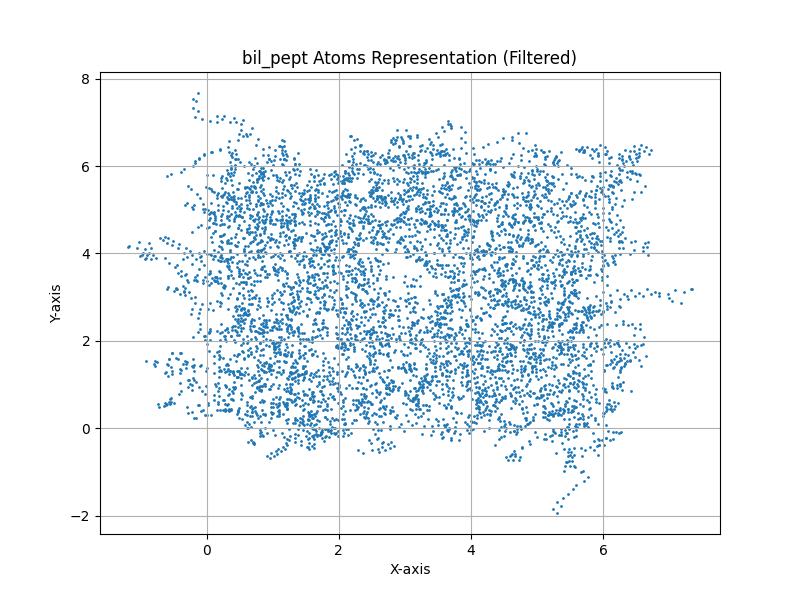 bil_pept Atoms Representation (Filtered)
8
6
4
2
0
−2
Y-axis
0 2 4 6
X-axis